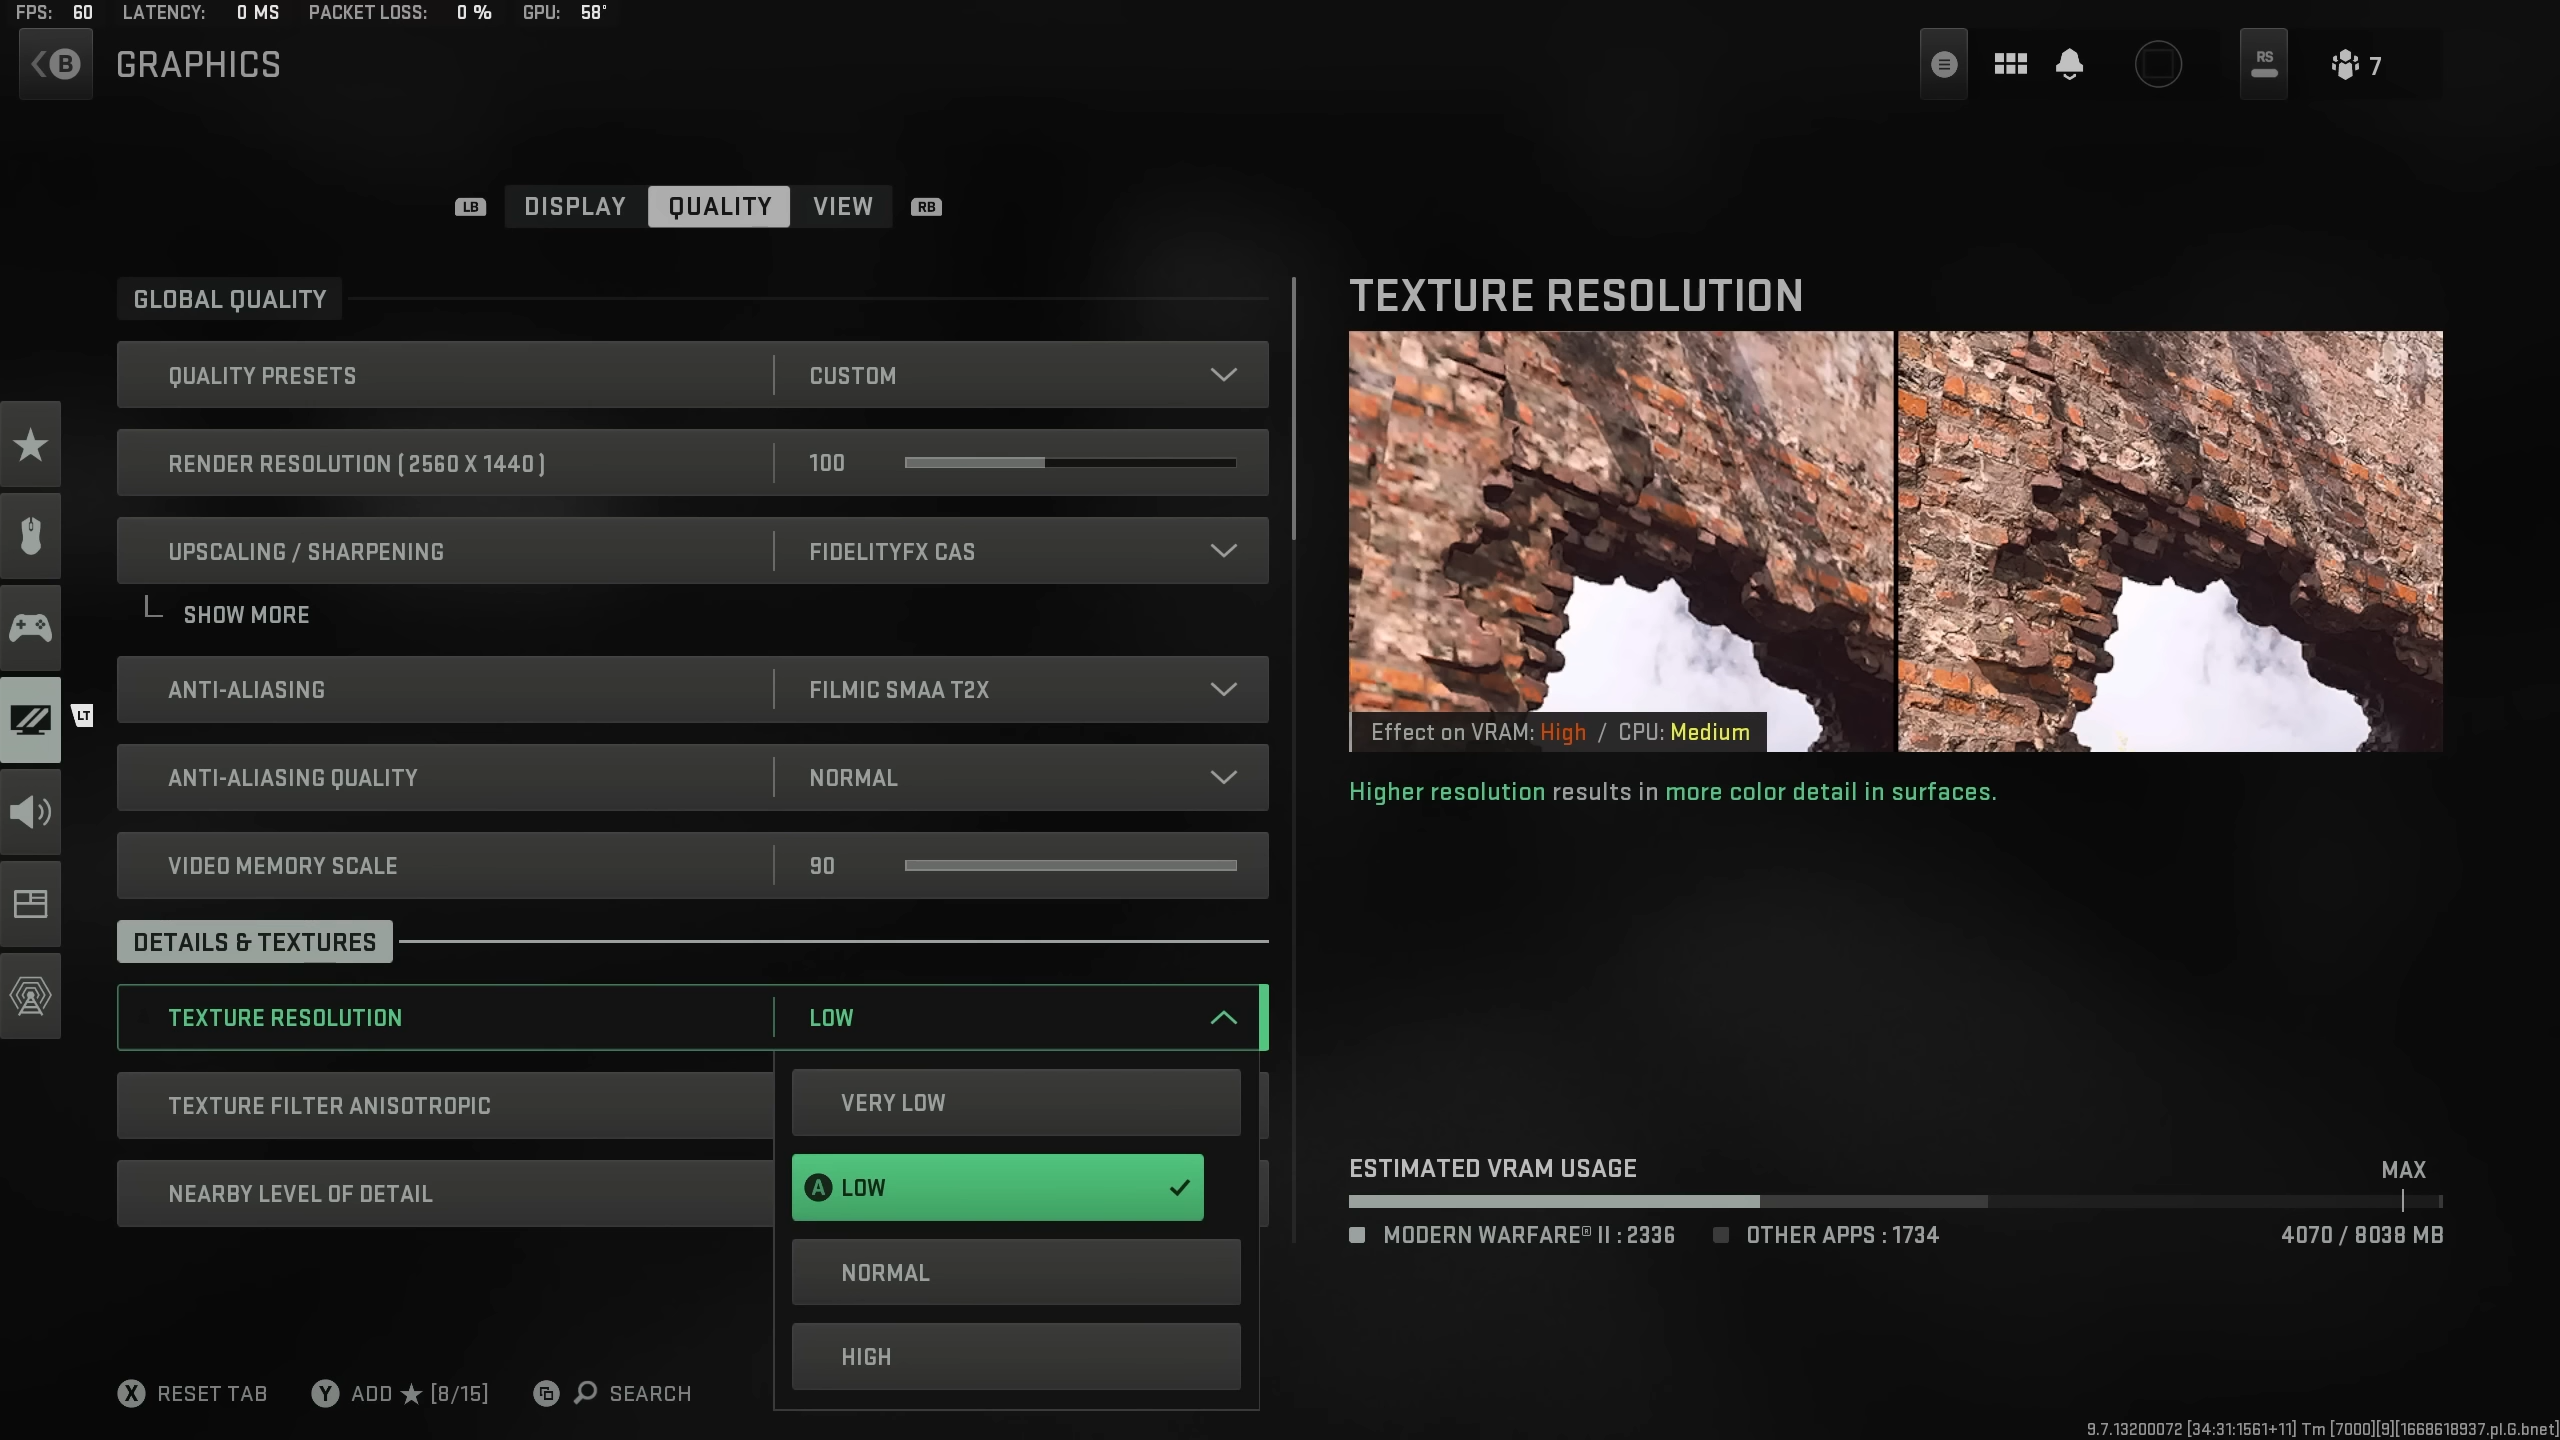 FPS: 60 LATENCY: 0 MS PACKET LOSS: 0 % GPU: 58°
B GRAPHICS
RS 7
LB DISPLAY QUALITY VIEW RB
GLOBAL QUALITY
QUALITY PRESETS CUSTOM
RENDER RESOLUTION ( 2560 X 1440 ) 100
UPSCALING / SHARPENING FIDELITYFX CAS
SHOW MORE
ANTI-ALIASING FILMIC SMAA T2X
LT
ANTI-ALIASING QUALITY NORMAL
VIDEO MEMORY SCALE 90
DETAILS & TEXTURES
TEXTURE RESOLUTION LOW
TEXTURE FILTER ANISOTROPIC
NEARBY LEVEL OF DETAIL
VERY LOW
A LOW
NORMAL
HIGH
TEXTURE RESOLUTION
Effect on VRAM: High / CPU: Medium
Higher resolution results in more color detail in surfaces.
ESTIMATED VRAM USAGE MAX
MODERN WARFARE® II : 2336 OTHER APPS : 1734 4070 / 8038 MB
X RESET TAB Y ADD ★ [8/15] SEARCH
9.7.13200072 [34:31:1561+11] Tm [7000][9][1668618937.pl.G.bnet]